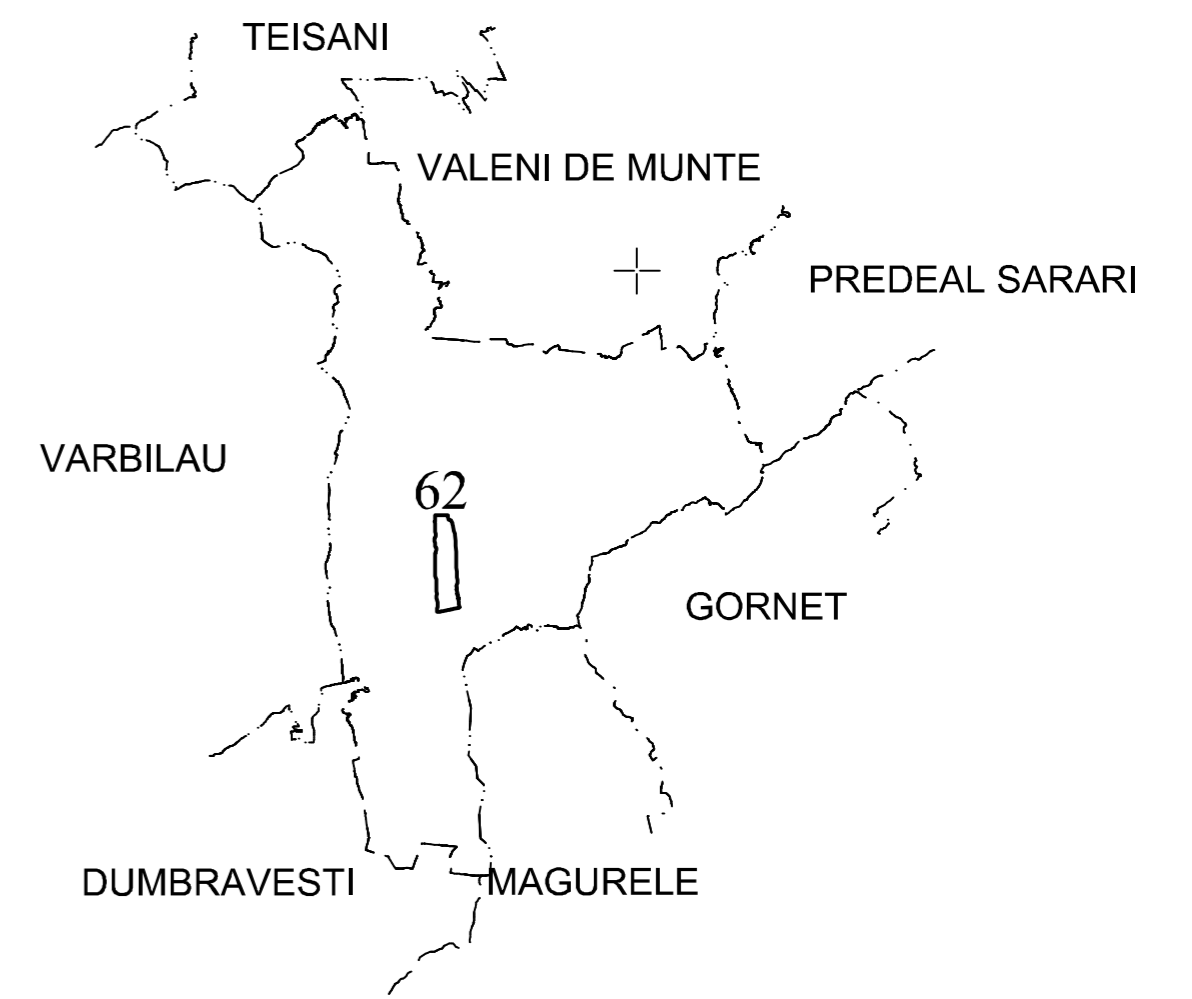 TEISANI
VALENI DE MUNTE
PREDEAL SARARI
VARBILAU
62
GORNET
DUMBRAVESTI
MAGURELE